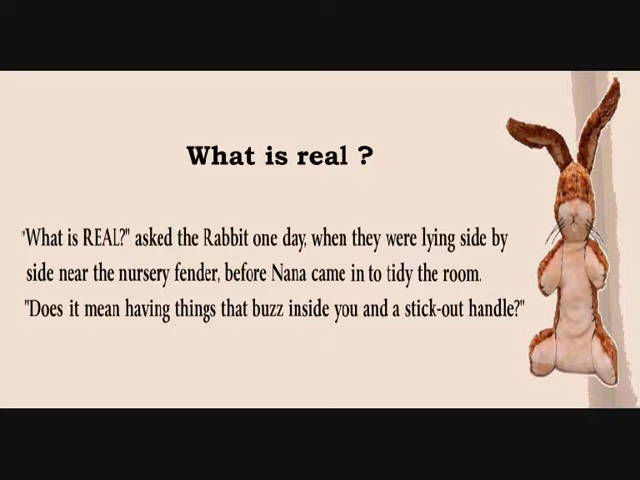 What is real ?
"What is REAL?" asked the Rabbit one day, when they were lying side by
side near the nursery fender, before Nana came in to tidy the room.
"Does it mean having things that buzz inside you and a stick-out handle?"